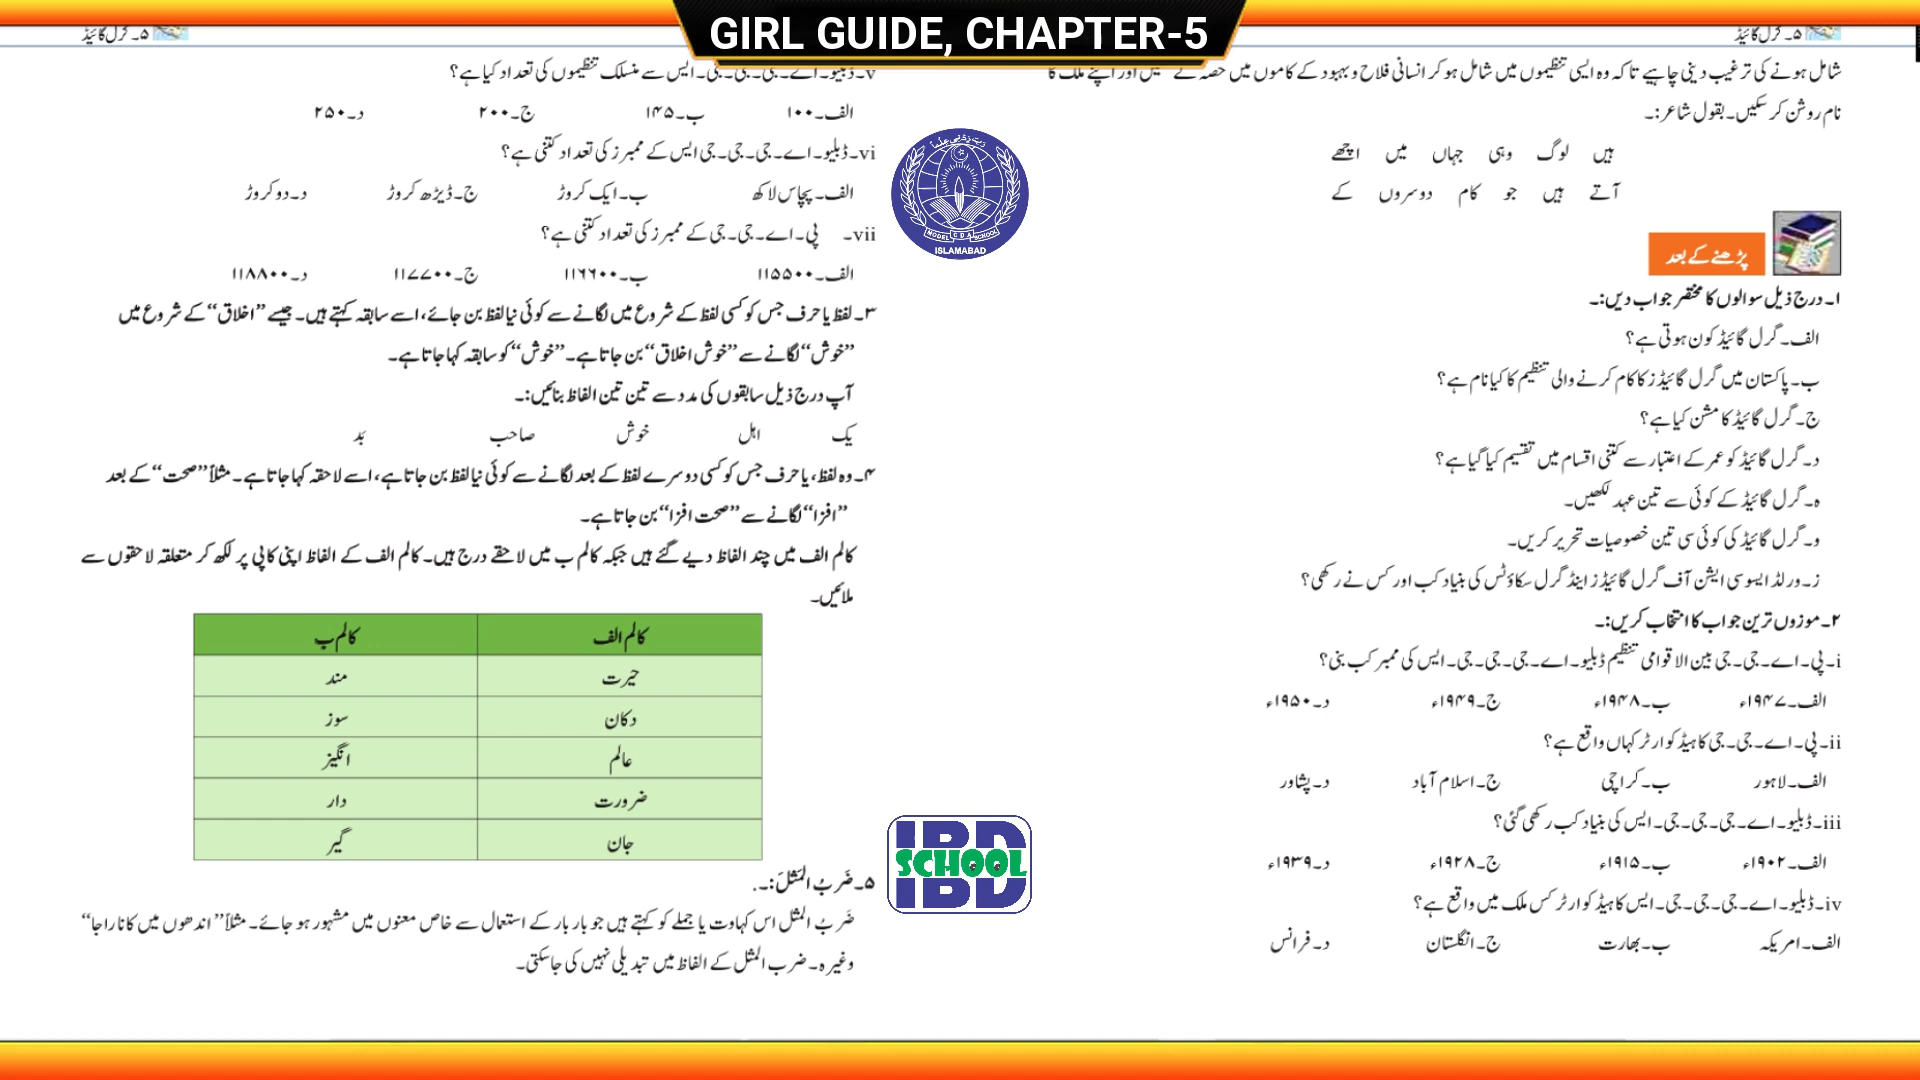 GIRL GUIDE, CHAPTER-5
۵۔ گرل گائیڈ
شامل ہونے کی ترغیب دینی چاہیے تاکہ وہ ایسی تنظیموں میں شامل ہو کر انسانی فلاح و بہبود کے کاموں میں حصہ لے سکیں اور اپنے ملک کا
نام روشن کر سکیں۔ بقول شاعر:۔
ہیں لوگ وہی جہاں میں اچھے
آتے ہیں جو کام دوسروں کے
پڑھنے کے بعد
۱۔ درج ذیل سوالوں کا مختصر جواب دیں:۔
الف۔ گرل گائیڈ کون ہوتی ہے؟
ب۔ پاکستان میں گرل گائیڈز کا کام کرنے والی تنظیم کا کیا نام ہے؟
ج۔ گرل گائیڈ کا مشن کیا ہے؟
د۔ گرل گائیڈ کو عمر کے اعتبار سے کتنی اقسام میں تقسیم کیا گیا ہے؟
ہ۔ گرل گائیڈ کے کوئی سے تین عہد لکھیں۔
و۔ گرل گائیڈ کی کوئی سی تین خصوصیات تحریر کریں۔
ز۔ ورلڈ ایسوسی ایشن آف گرل گائیڈز اینڈ گرل سکاؤٹس کی بنیاد کب اور کس نے رکھی؟
۲۔ موزوں ترین جواب کا انتخاب کریں:۔
i۔ پی۔ اے۔ جی۔ جی بین الاقوامی تنظیم ڈبلیو۔ اے۔ جی۔ جی۔ جی۔ ایس کی ممبر کب بنی؟
الف۔ ۱۹۴۷ء ب۔ ۱۹۴۸ء ج۔ ۱۹۴۹ء د۔ ۱۹۵۰ء
ii۔ پی۔ اے۔ جی۔ جی کا ہیڈ کوارٹر کہاں واقع ہے؟
الف۔ لاہور ب۔ کراچی ج۔ اسلام آباد د۔ پشاور
iii۔ ڈبلیو۔ اے۔ جی۔ جی۔ جی۔ ایس کی بنیاد کب رکھی گئی؟
الف۔ ۱۹۰۲ء ب۔ ۱۹۱۵ء ج۔ ۱۹۲۸ء د۔ ۱۹۳۹ء
iv۔ ڈبلیو۔ اے۔ جی۔ جی۔ جی۔ ایس کا ہیڈ کوارٹر کس ملک میں واقع ہے؟
الف۔ امریکہ ب۔ بھارت ج۔ انگلستان د۔ فرانس
۵۔ گرل گائیڈ
v۔ ڈبلیو۔ اے۔ جی۔ جی۔ جی۔ ایس سے منسلک تنظیموں کی تعداد کیا ہے؟
الف۔ ۱۰۰ ب۔ ۱۴۵ ج۔ ۲۰۰ د۔ ۲۵۰
vi۔ ڈبلیو۔ اے۔ جی۔ جی۔ جی ایس کے ممبرز کی تعداد کتنی ہے؟
الف۔ پچاس لاکھ ب۔ ایک کروڑ ج۔ ڈیڑھ کروڑ د۔ دو کروڑ
vii۔ پی۔ اے۔ جی۔ جی کے ممبرز کی تعداد کتنی ہے؟
الف۔ ۱۱۵۵۰۰ ب۔ ۱۱۶۶۰۰ ج۔ ۱۱۷۷۰۰ د۔ ۱۱۸۸۰۰
۳۔ لفظ یا حرف جس کو کسی لفظ کے شروع میں لگانے سے کوئی نیا لفظ بن جائے، اسے سابقہ کہتے ہیں۔ جیسے ”اخلاق“ کے شروع میں
”خوش“ لگانے سے ”خوش اخلاق“ بن جاتا ہے۔ ”خوش“ کو سابقہ کہا جاتا ہے۔
آپ درج ذیل سابقوں کی مدد سے تین تین الفاظ بنائیں:۔
یک اہل خوش صاحب بَد
۴۔ وہ لفظ، یا حرف جس کو کسی دوسرے لفظ کے بعد لگانے سے کوئی نیا لفظ بن جاتا ہے، اسے لاحقہ کہا جاتا ہے۔ مثلاً ”صحت“ کے بعد
”افزا“ لگانے سے ”صحت افزا“ بن جاتا ہے۔
کالم الف میں چند الفاظ دیے گئے ہیں جبکہ کالم ب میں لاحقے درج ہیں۔ کالم الف کے الفاظ اپنی کاپی پر لکھ کر متعلقہ لاحقوں سے
ملائیں۔
کالم الف کالم ب
حیرت مند
دکان سوز
عالم انگیز
ضرورت دار
جان گیر
۵۔ ضَربُ المَثَل:۔
ضَربُ المثل اس کہاوت یا جملے کو کہتے ہیں جو بار بار کے استعمال سے خاص معنوں میں مشہور ہو جائے۔ مثلاً ”اندھوں میں کانا راجا“
وغیرہ۔ ضرب المثل کے الفاظ میں تبدیلی نہیں کی جا سکتی۔
رَبِّ زِدْنِي عِلْمًا
MODEL CDA SCHOOL
ISLAMABAD
IBD
SCHOOL
IBD